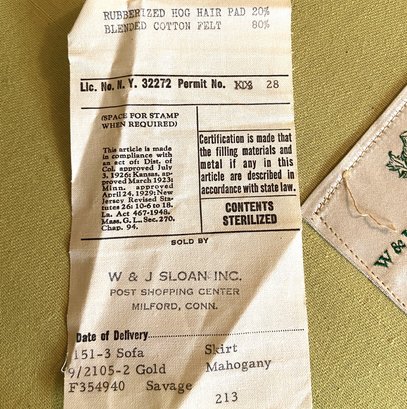 RUBBERIZED HOG HAIR PAD 20%
BLENDED COTTON FELT 80%
Lic. No. N. Y. 32272 Permit No. KDS 28
(SPACE FOR STAMP
WHEN REQUIRED)
This article is made
in compliance with
an act of: Dist. of
Col. approved July
3, 1926; Kansas, ap-
proved March 1923;
Minn. approved
April 24, 1929; New
Jersey Revised Sta-
tutes 26: 10-6 to 18.
La. Act 467-1948.
Mass. G. L., Sec. 270.
Chap. 94.
Certification is made that
the filling materials and
metal if any in this
article are described in
accordance with state law.
CONTENTS
STERILIZED
SOLD BY
W & J SLOAN INC.
POST SHOPPING CENTER
MILFORD, CONN.
Date of Delivery
151-3 Sofa Skirt
9/2105-2 Gold Mahogany
F354940 Savage
213
W &